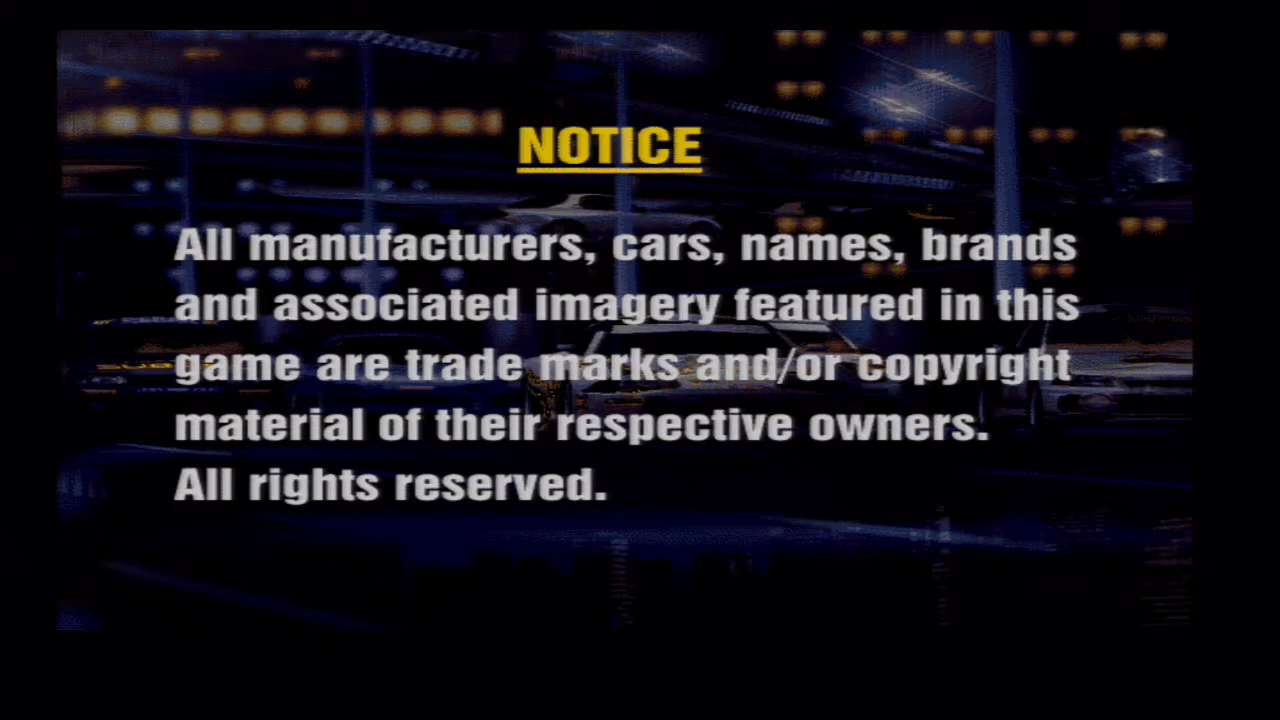 NOTICE
All manufacturers, cars, names, brands
and associated imagery featured in this
game are trade marks and/or copyright
material of their respective owners.
All rights reserved.